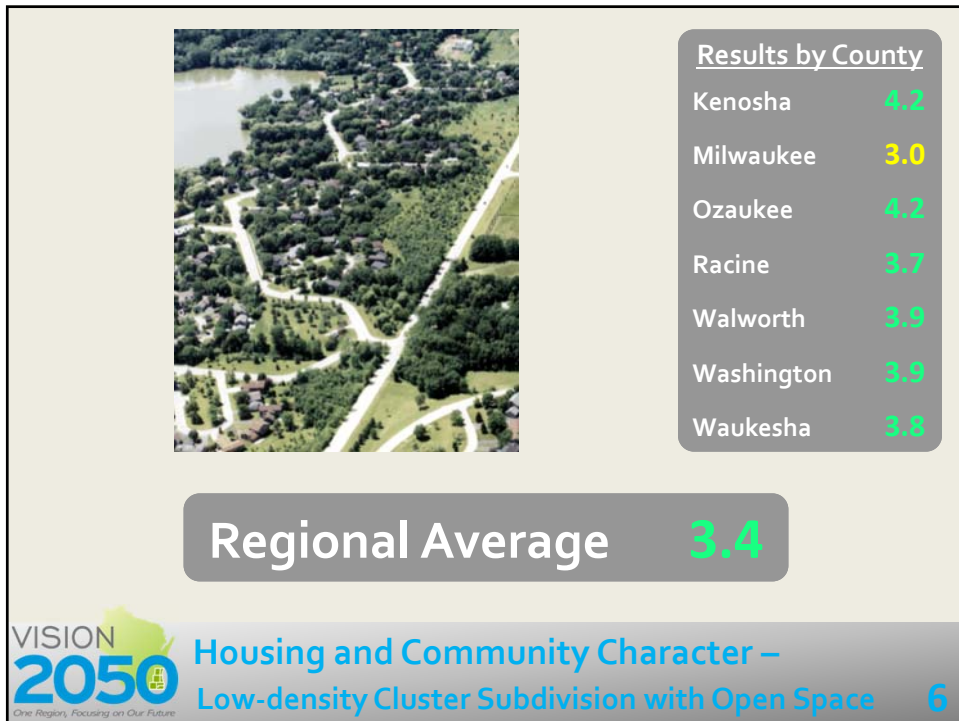 Results by County
Kenosha 4.2
Milwaukee 3.0
Ozaukee 4.2
Racine 3.7
Walworth 3.9
Washington 3.9
Waukesha 3.8
Regional Average 3.4
VISION
2050
One Region, Focusing on Our Future
Housing and Community Character –
Low-density Cluster Subdivision with Open Space 6